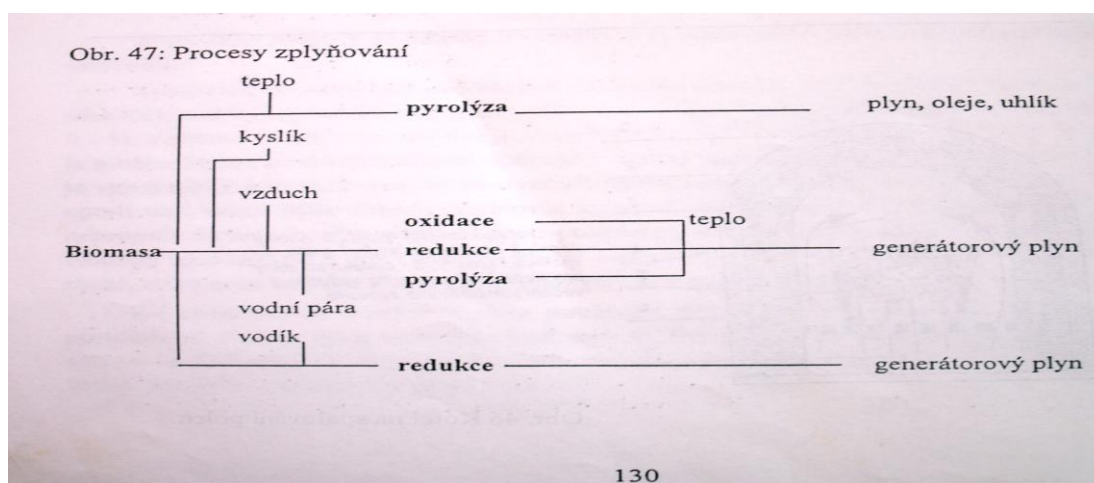 Obr. 47: Procesy zplyňování
teplo
pyrolýza plyn, oleje, uhlík
kyslík
vzduch
oxidace teplo
Biomasa redukce generátorový plyn
pyrolýza
vodní pára
vodík
redukce generátorový plyn
130